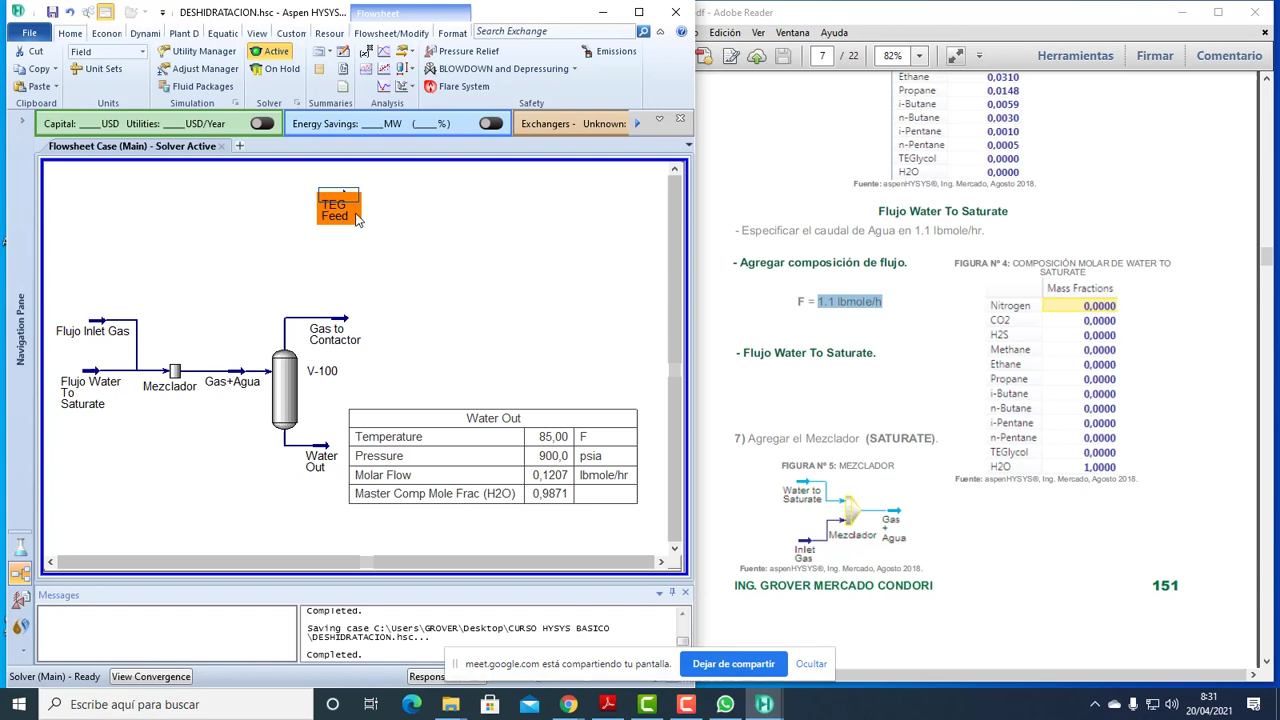 DESHIDRATACION.hsc - Aspen HYSYS...
Flowsheet
File
Home
Econo
Dynami
Plant D
Equatic
View
Custom
Resour
Flowsheet/Modify
Format
Search Exchange
Cut
Copy
Paste
Clipboard
Field
Unit Sets
Units
Utility Manager
Adjust Manager
Fluid Packages
Simulation
Active
On Hold
Solver
Summaries
Analysis
Pressure Relief
BLOWDOWN and Depressuring
Flare System
Emissions
Safety
Capital: ____USD Utilities: ____USD/Year
Energy Savings: ____MW (____%)
Exchangers - Unknown:
Flowsheet Case (Main) - Solver Active
Navigation Pane
TEG
Feed
Flujo Inlet Gas
Flujo Water
To
Saturate
Mezclador
Gas+Agua
V-100
Gas to
Contactor
Water
Out
Water Out
Temperature 85,00 F
Pressure 900,0 psia
Molar Flow 0,1207 lbmole/hr
Master Comp Mole Frac (H2O) 0,9871
Messages
Completed.
Saving case C:\Users\GROVER\Desktop\CURSO HYSYS BASICO
\DESHIDRATACION.hsc...
Completed.
Solver (Main) - Ready
View Convergence
Respons
meet.google.com está compartiendo tu pantalla.
Dejar de compartir
Ocultar
df - Adobe Reader
Edición
Ver
Ventana
Ayuda
7 / 22
82%
Herramientas
Firmar
Comentario
Ethane 0,0310
Propane 0,0148
i-Butane 0,0059
n-Butane 0,0030
i-Pentane 0,0010
n-Pentane 0,0005
TEGlycol 0,0000
H2O 0,0000
Fuente: aspenHYSYS®, Ing. Mercado, Agosto 2018.
Flujo Water To Saturate
- Especificar el caudal de Agua en 1.1 lbmole/hr.
- Agregar composición de flujo.
F = 1.1 lbmole/h
- Flujo Water To Saturate.
FIGURA Nº 4: COMPOSICIÓN MOLAR DE WATER TO
SATURATE
Mass Fractions
Nitrogen 0,0000
CO2 0,0000
H2S 0,0000
Methane 0,0000
Ethane 0,0000
Propane 0,0000
i-Butane 0,0000
n-Butane 0,0000
i-Pentane 0,0000
n-Pentane 0,0000
TEGlycol 0,0000
H2O 1,0000
Fuente: aspenHYSYS®, Ing. Mercado, Agosto 2018.
7) Agregar el Mezclador (SATURATE).
FIGURA Nº 5: MEZCLADOR
Water to
Saturate
Gas
+
Agua
Mezclador
Inlet
Gas
Fuente: aspenHYSYS®, Ing. Mercado, Agosto 2018.
ING. GROVER MERCADO CONDORI
151
Escribe aquí para buscar
8:31
20/04/2021